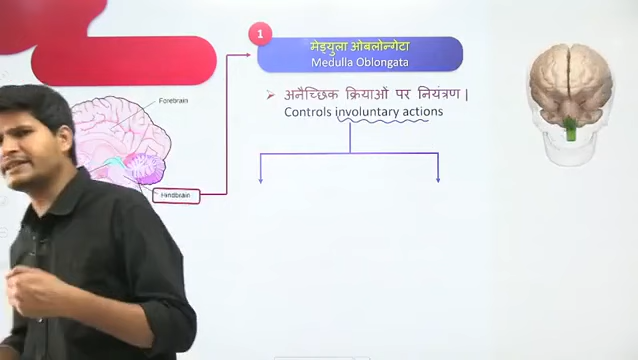 1
मेड्युला ओबलोन्गेटा
Medulla Oblongata
Forebrain
➤ अनैच्छिक क्रियाओं पर नियंत्रण।
Controls involuntary actions
Hindbrain